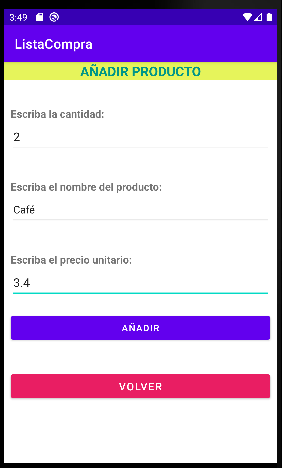 3:49
ListaCompra
AÑADIR PRODUCTO
Escriba la cantidad:
2
Escriba el nombre del producto:
Café
Escriba el precio unitario:
3.4
AÑADIR
VOLVER